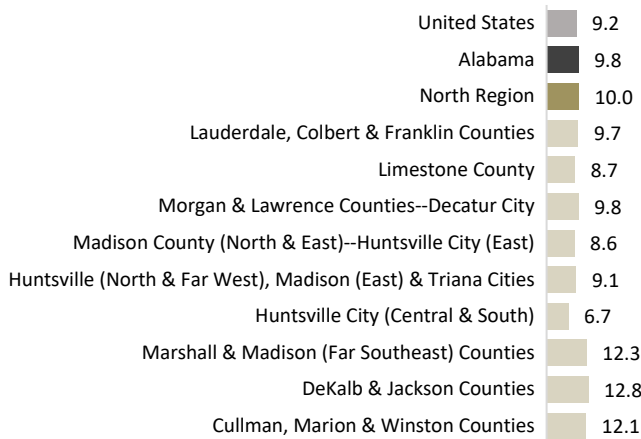 United States 9.2
Alabama 9.8
North Region 10.0
Lauderdale, Colbert & Franklin Counties 9.7
Limestone County 8.7
Morgan & Lawrence Counties--Decatur City 9.8
Madison County (North & East)--Huntsville City (East) 8.6
Huntsville (North & Far West), Madison (East) & Triana Cities 9.1
Huntsville City (Central & South) 6.7
Marshall & Madison (Far Southeast) Counties 12.3
DeKalb & Jackson Counties 12.8
Cullman, Marion & Winston Counties 12.1